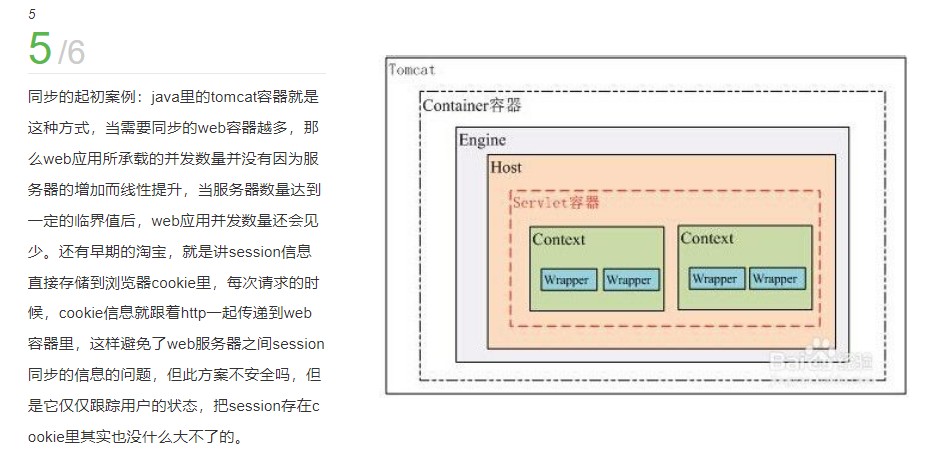 5
5/6
同步的起初案例：java里的tomcat容器就是
这种方式，当需要同步的web容器越多，那
么web应用所承载的并发数量并没有因为服
务器的增加而线性提升，当服务器数量达到
一定的临界值后，web应用并发数量还会见
少。还有早期的淘宝，就是讲session信息
直接存储到浏览器cookie里，每次请求的时
候，cookie信息就跟着http一起传递到web
容器里，这样避免了web服务器之间session
同步的信息的问题，但此方案不安全吗，但
是它仅仅跟踪用户的状态，把session存在c
ookie里其实也没什么大不了的。
Tomcat
Container容器
Engine
Host
Servlet容器
Context
Context
Wrapper
Wrapper
Wrapper
Wrapper
Baidu经验